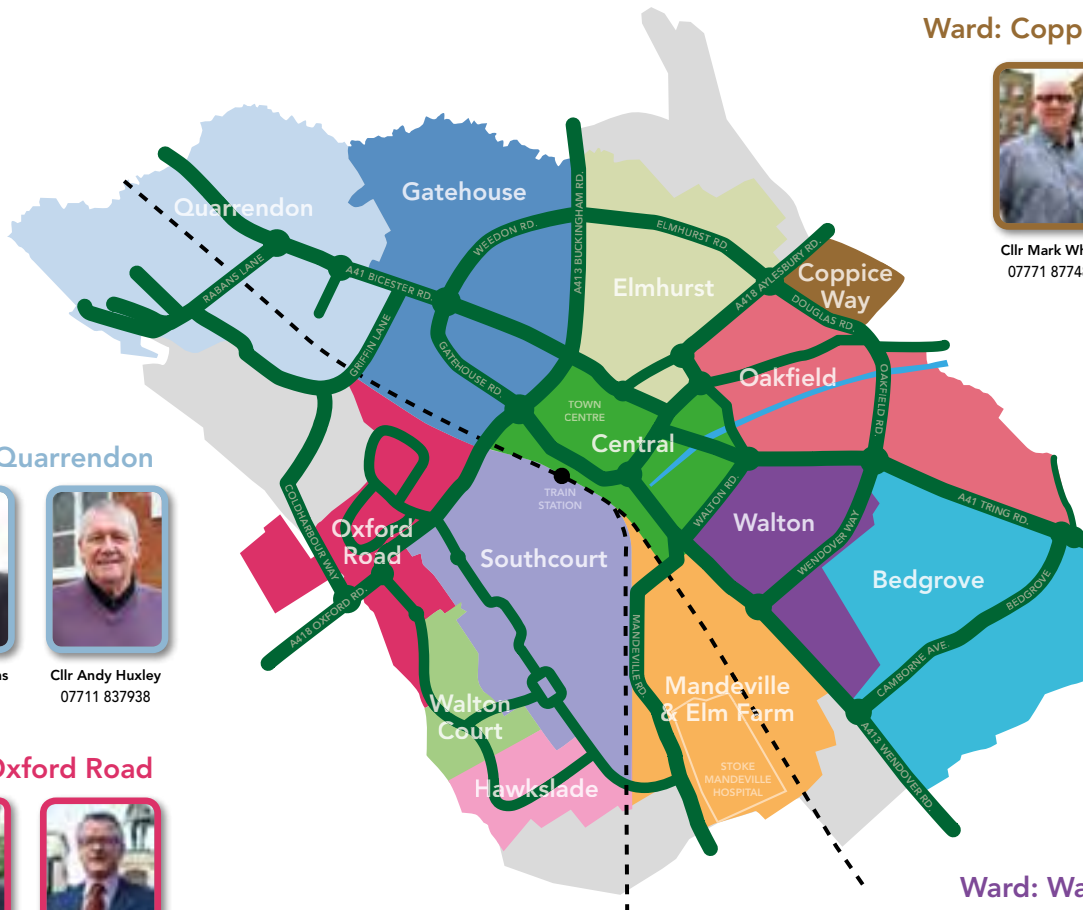 Ward: Copp
Cllr Mark Wh
07771 8774
Quarrendon
Gatehouse
Elmhurst
Coppice
Way
Oakfield
TOWN
CENTRE
Central
TRAIN
STATION
Oxford
Road
Southcourt
Walton
Bedgrove
Walton
Court
Hawkslade
Mandeville
& Elm Farm
STOKE
MANDEVILLE
HOSPITAL
RABANS LANE
A41 BICESTER RD.
GRIFFIN LANE
GATEHOUSE RD.
WEEDON RD.
A413 BUCKINGHAM RD.
ELMHURST RD
A418 AYLESBURY RD.
DOUGLAS RD.
OAKFIELD RD.
A41 TRING RD.
WALTON RD.
WENDOVER WAY
BEDGROVE
CAMBORNE AVE.
A413 WENDOVER RD.
MANDEVILLE RD.
COLDHARBOUR WAY
A418 OXFORD RD.
Quarrendon
Cllr Andy Huxley
07711 837938
Oxford Road
Ward: Wa